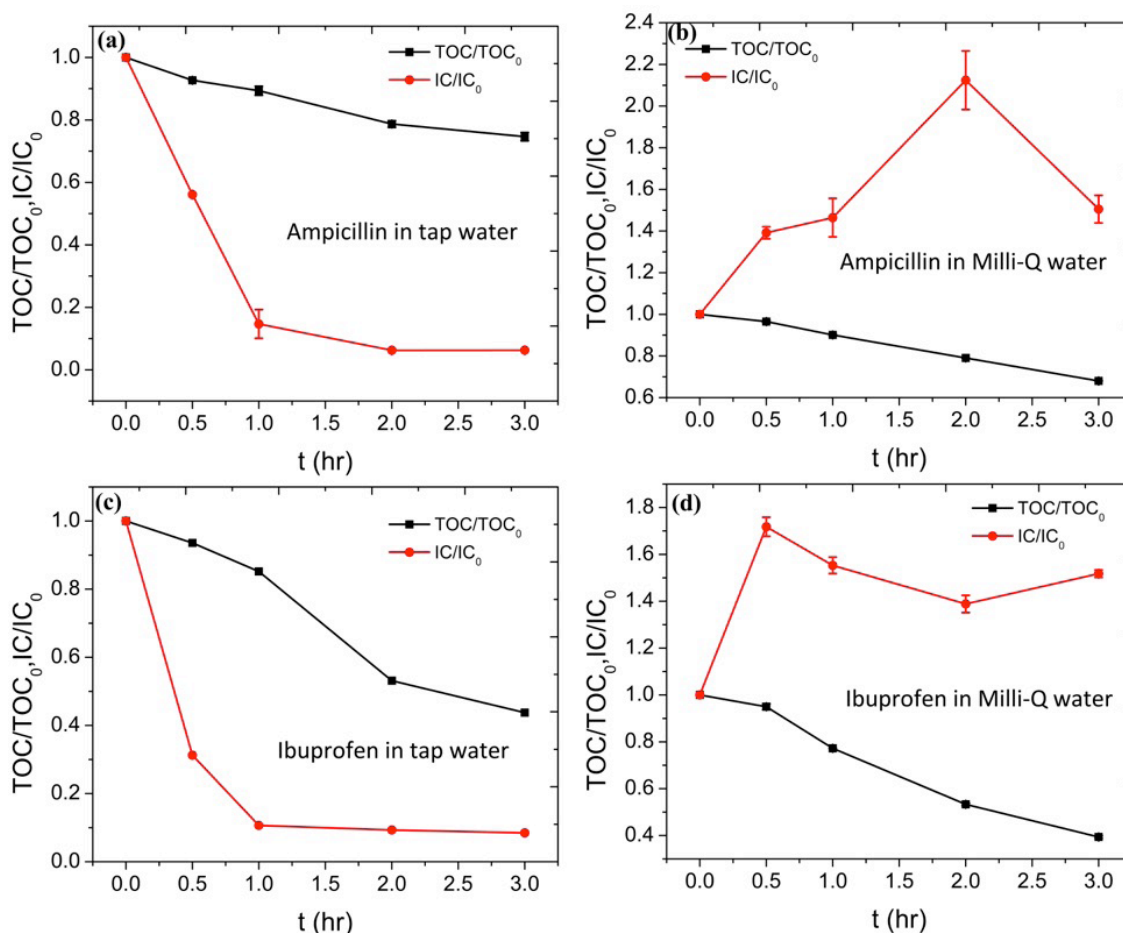 (a)
TOC/TOC₀
IC/IC₀
Ampicillin in tap water
TOC/TOC₀,IC/IC₀
1.0
0.8
0.6
0.4
0.2
0.0
0.0 0.5 1.0 1.5 2.0 2.5 3.0
t (hr)
(b)
TOC/TOC₀
IC/IC₀
Ampicillin in Milli-Q water
TOC/TOC₀,IC/IC₀
2.4
2.2
2.0
1.8
1.6
1.4
1.2
1.0
0.8
0.6
0.0 0.5 1.0 1.5 2.0 2.5 3.0
t (hr)
(c)
TOC/TOC₀
IC/IC₀
Ibuprofen in tap water
TOC/TOC₀,IC/IC₀
1.0
0.8
0.6
0.4
0.2
0.0
0.0 0.5 1.0 1.5 2.0 2.5 3.0
t (hr)
(d)
TOC/TOC₀
IC/IC₀
Ibuprofen in Milli-Q water
TOC/TOC₀,IC/IC₀
1.8
1.6
1.4
1.2
1.0
0.8
0.6
0.4
0.0 0.5 1.0 1.5 2.0 2.5 3.0
t (hr)